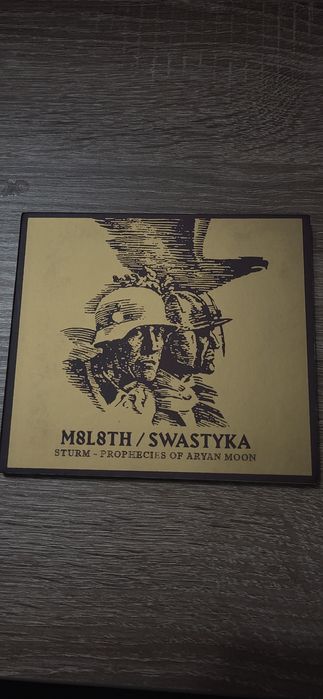 M8L8TH / SWASTYKA
STURM - PROPHECIES OF ARYAN MOON